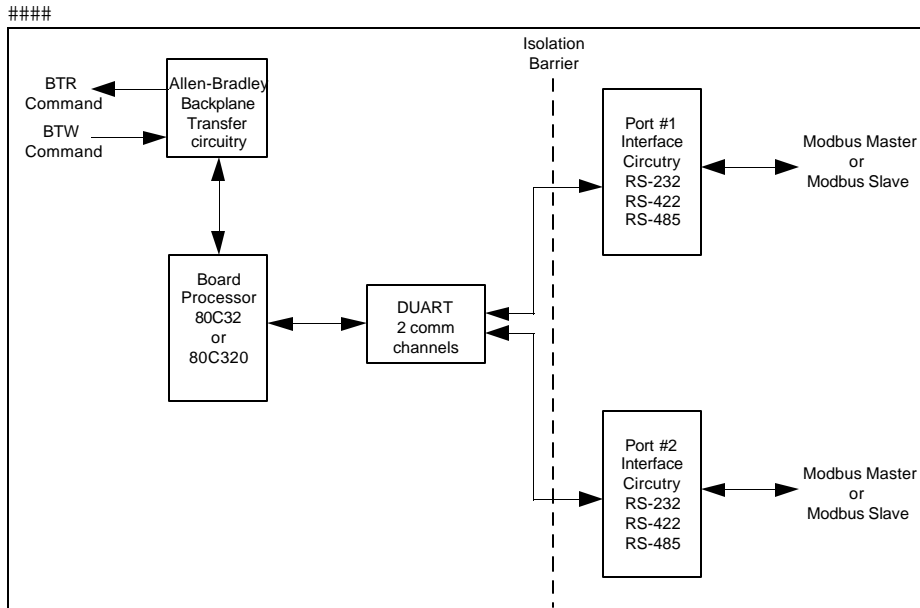 ####
Isolation
Barrier
BTR
Command
BTW
Command
Allen-Bradley
Backplane
Transfer
circuitry
Port #1
Interface
Circutry
RS-232
RS-422
RS-485
Modbus Master
or
Modbus Slave
Board
Processor
80C32
or
80C320
DUART
2 comm
channels
Port #2
Interface
Circutry
RS-232
RS-422
RS-485
Modbus Master
or
Modbus Slave